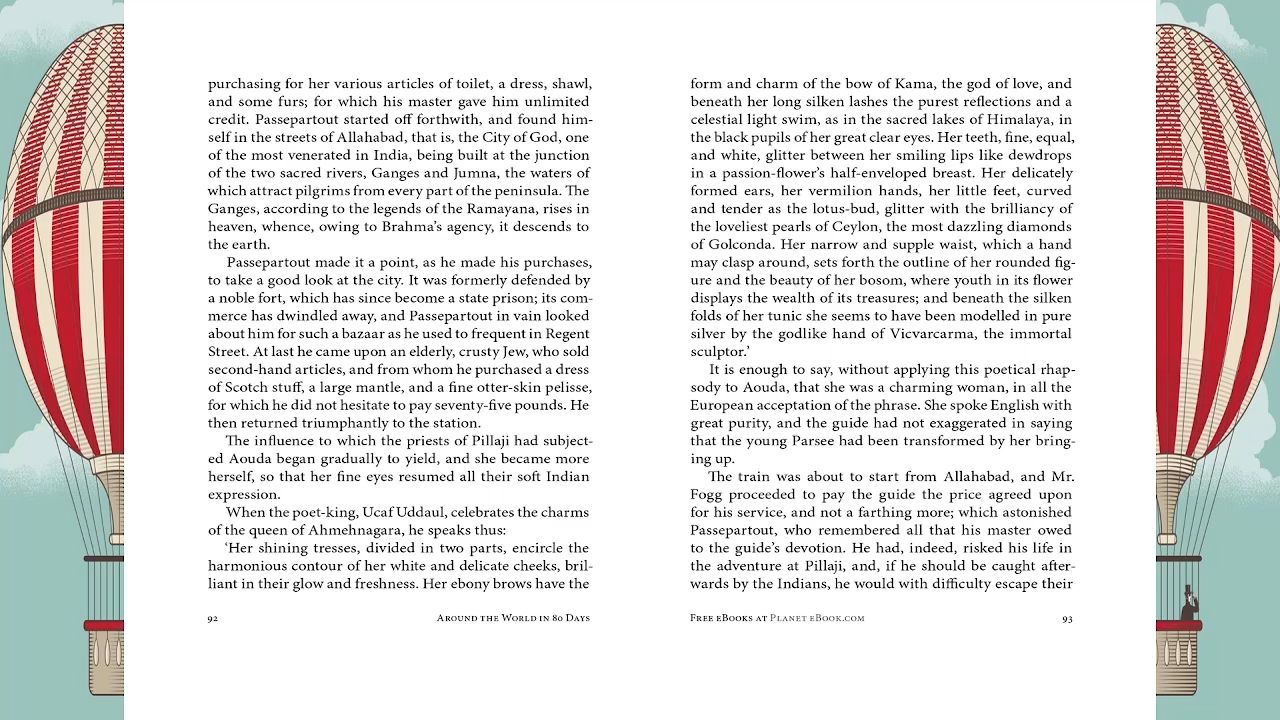 purchasing for her various articles of toilet, a dress, shawl,
and some furs; for which his master gave him unlimited
credit. Passepartout started off forthwith, and found him-
self in the streets of Allahabad, that is, the City of God, one
of the most venerated in India, being built at the junction
of the two sacred rivers, Ganges and Jumna, the waters of
which attract pilgrims from every part of the peninsula. The
Ganges, according to the legends of the Ramayana, rises in
heaven, whence, owing to Brahma's agency, it descends to
the earth.
Passepartout made it a point, as he made his purchases,
to take a good look at the city. It was formerly defended by
a noble fort, which has since become a state prison; its com-
merce has dwindled away, and Passepartout in vain looked
about him for such a bazaar as he used to frequent in Regent
Street. At last he came upon an elderly, crusty Jew, who sold
second-hand articles, and from whom he purchased a dress
of Scotch stuff, a large mantle, and a fine otter-skin pelisse,
for which he did not hesitate to pay seventy-five pounds. He
then returned triumphantly to the station.
The influence to which the priests of Pillaji had subject-
ed Aouda began gradually to yield, and she became more
herself, so that her fine eyes resumed all their soft Indian
expression.
When the poet-king, Ucaf Uddaul, celebrates the charms
of the queen of Ahmehnagara, he speaks thus:
'Her shining tresses, divided in two parts, encircle the
harmonious contour of her white and delicate cheeks, bril-
liant in their glow and freshness. Her ebony brows have the
92
Around the World in 80 Days
form and charm of the bow of Kama, the god of love, and
beneath her long silken lashes the purest reflections and a
celestial light swim, as in the sacred lakes of Himalaya, in
the black pupils of her great clear eyes. Her teeth, fine, equal,
and white, glitter between her smiling lips like dewdrops
in a passion-flower's half-enveloped breast. Her delicately
formed ears, her vermilion hands, her little feet, curved
and tender as the lotus-bud, glitter with the brilliancy of
the loveliest pearls of Ceylon, the most dazzling diamonds
of Golconda. Her narrow and supple waist, which a hand
may clasp around, sets forth the outline of her rounded fig-
ure and the beauty of her bosom, where youth in its flower
displays the wealth of its treasures; and beneath the silken
folds of her tunic she seems to have been modelled in pure
silver by the godlike hand of Vicvarcarma, the immortal
sculptor.'
It is enough to say, without applying this poetical rhap-
sody to Aouda, that she was a charming woman, in all the
European acceptation of the phrase. She spoke English with
great purity, and the guide had not exaggerated in saying
that the young Parsee had been transformed by her bring-
ing up.
The train was about to start from Allahabad, and Mr.
Fogg proceeded to pay the guide the price agreed upon
for his service, and not a farthing more; which astonished
Passepartout, who remembered all that his master owed
to the guide's devotion. He had, indeed, risked his life in
the adventure at Pillaji, and, if he should be caught after-
wards by the Indians, he would with difficulty escape their
Free eBooks at Planet eBook.com
93